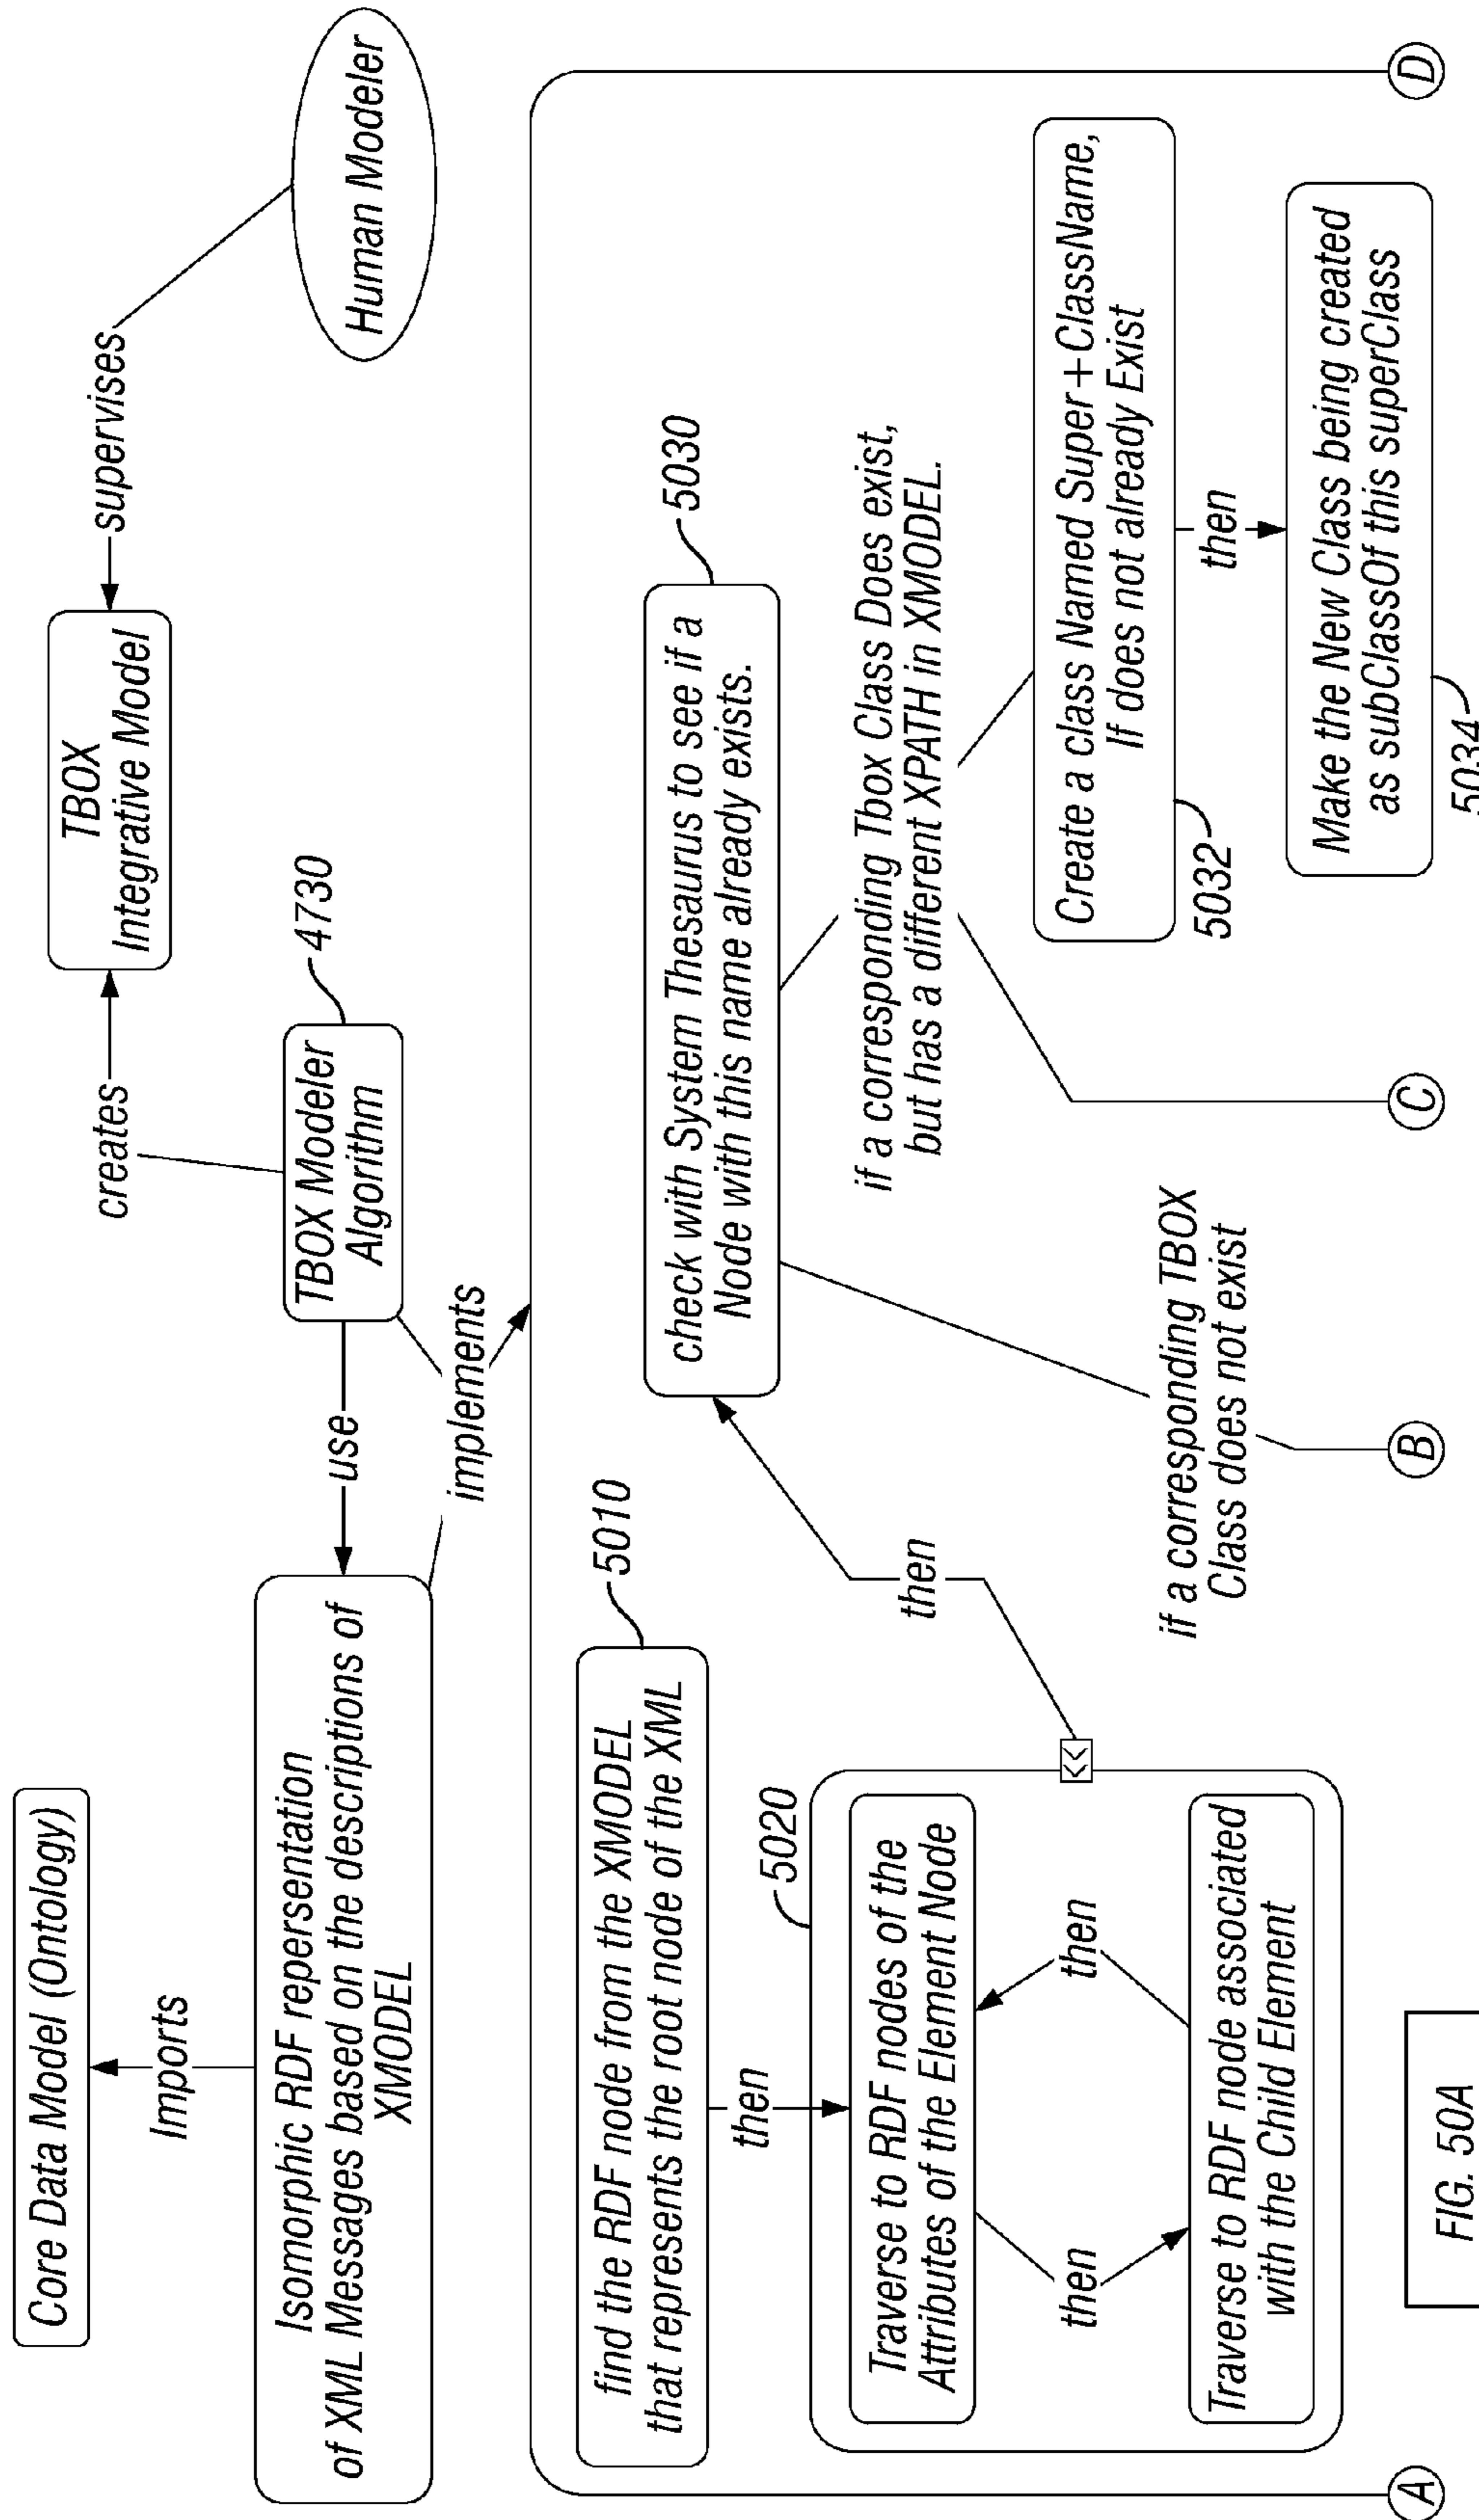 Core Data Model (Ontology)
Imports
Isomorphic RDF repersentation
of XML Messages based on the descriptions of
XMODEL
use
TBOX Modeler
Algorithm
4730
creates
TBOX
Integrative Model
supervises
Human Modeler
implements
find the RDF node from the XMODEL
that represents the root node of the XML
5010
then
5020
Traverse to RDF nodes of the
Attributes of the Element Node
then
then
Traverse to RDF node associated
with the Child Element
<<
then
check with System Thesaurus to see if a
Node with this name already exists.
5030
if a corresponding TBOX
Class does not exist
if a corresponding Tbox Class Does exist,
but has a different XPATH in XMODEL.
Create a class Named Super+ClassName,
If does not already Exist
5032
then
Make the New Class being created
as subClassOf this superClass
5034
A
B
C
D
FIG. 50A